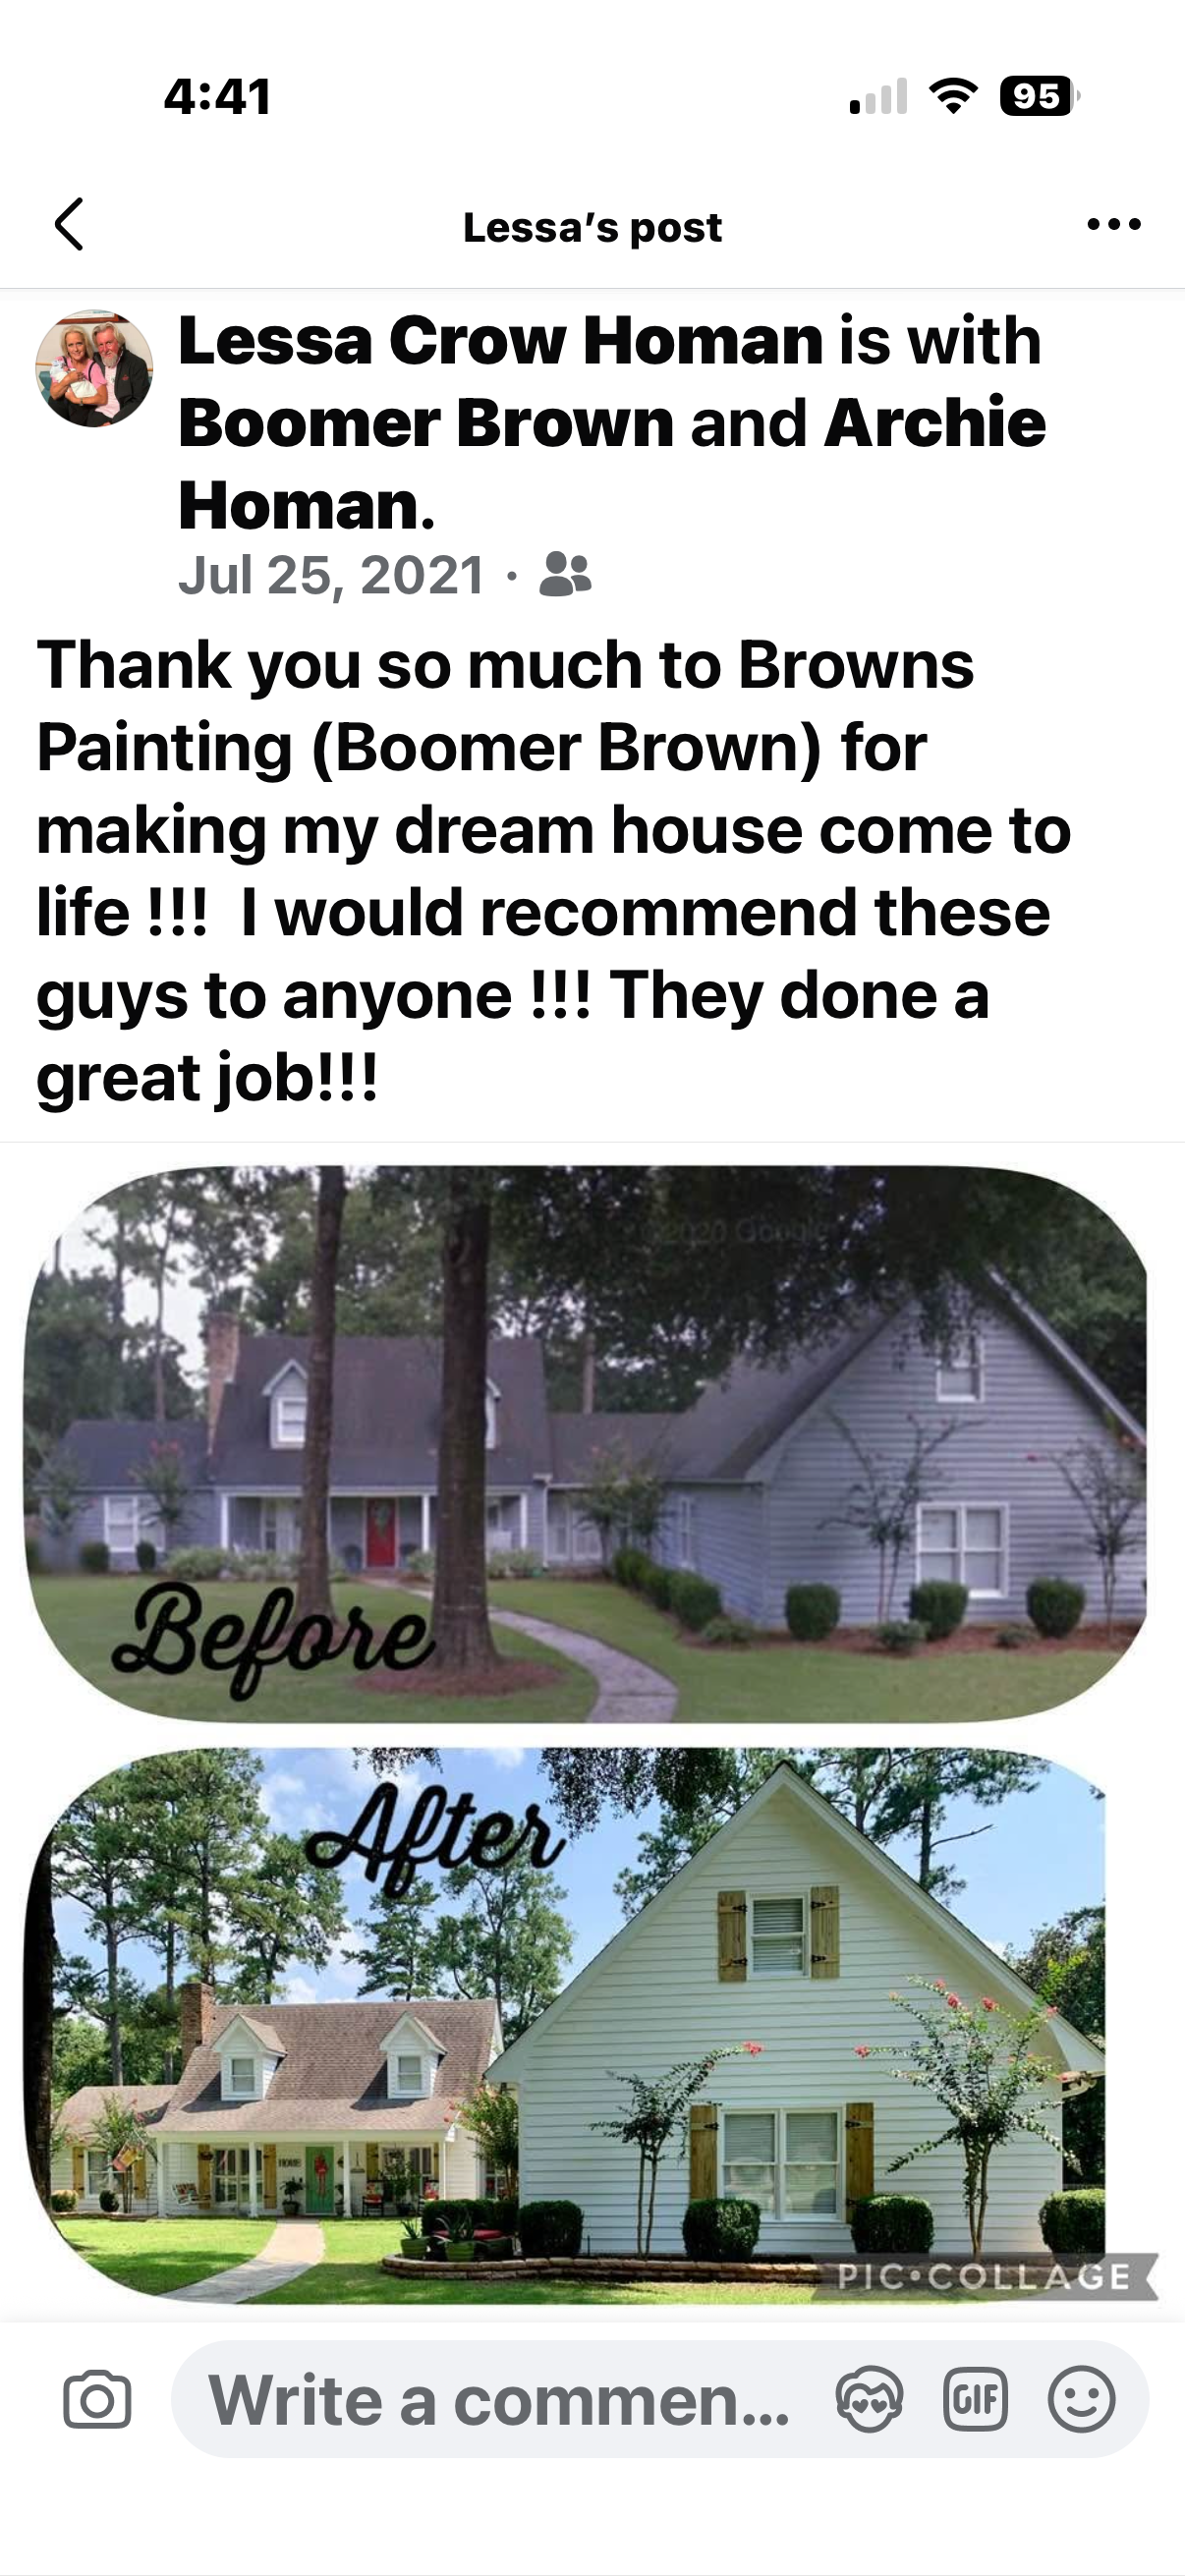 4:41
95
Lessa's post
Lessa Crow Homan is with
Boomer Brown and Archie
Homan.
Jul 25, 2021 ·
Thank you so much to Browns
Painting (Boomer Brown) for
making my dream house come to
life !!!  I would recommend these
guys to anyone !!! They done a
great job!!!
©2020 Google
Before
After
HOME
PIC•COLLAGE
Write a commen...
GIF